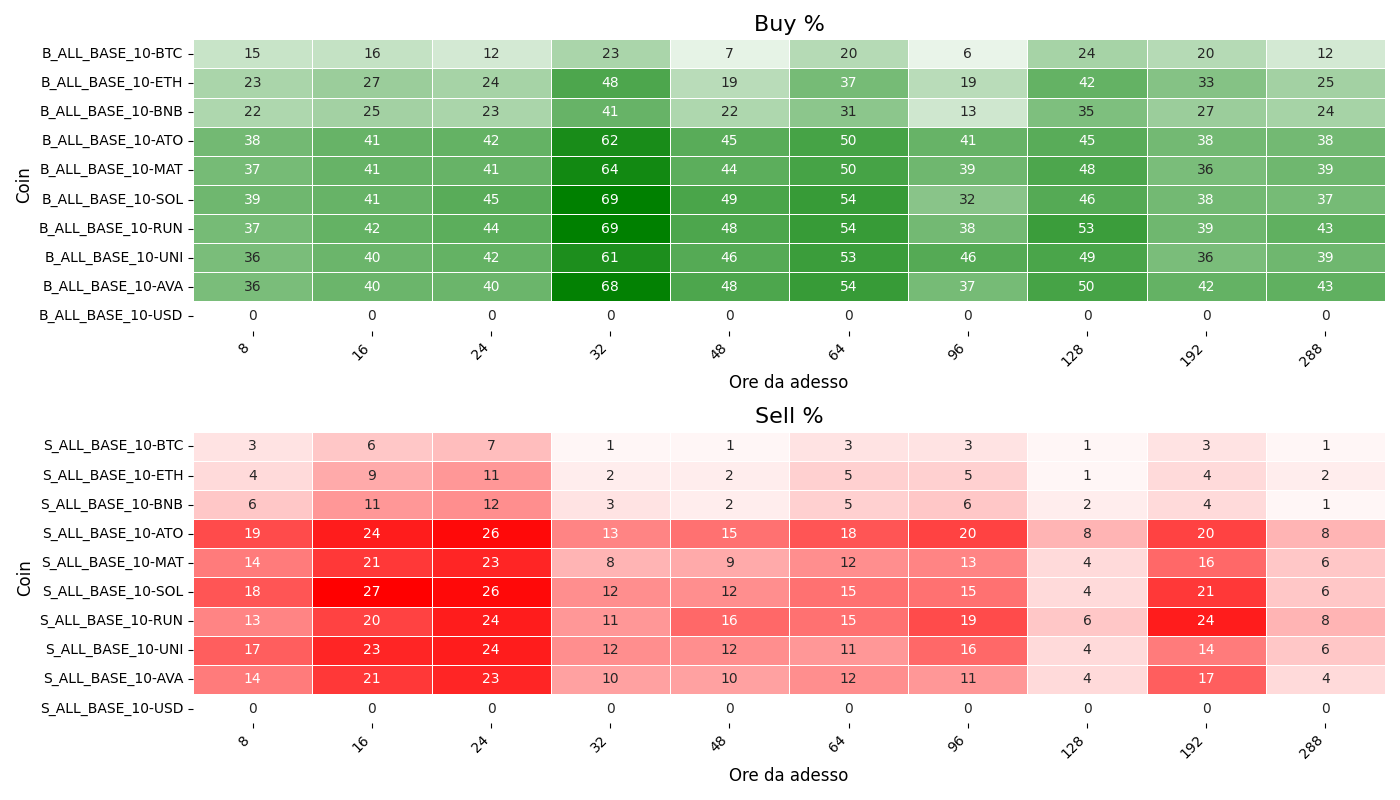 Buy %
Coin
B_ALL_BASE_10-BTC 15 16 12 23 7 20 6 24 20 12
B_ALL_BASE_10-ETH 23 27 24 48 19 37 19 42 33 25
B_ALL_BASE_10-BNB 22 25 23 41 22 31 13 35 27 24
B_ALL_BASE_10-ATO 38 41 42 62 45 50 41 45 38 38
B_ALL_BASE_10-MAT 37 41 41 64 44 50 39 48 36 39
B_ALL_BASE_10-SOL 39 41 45 69 49 54 32 46 38 37
B_ALL_BASE_10-RUN 37 42 44 69 48 54 38 53 39 43
B_ALL_BASE_10-UNI 36 40 42 61 46 53 46 49 36 39
B_ALL_BASE_10-AVA 36 40 40 68 48 54 37 50 42 43
B_ALL_BASE_10-USD 0 0 0 0 0 0 0 0 0 0
8 16 24 32 48 64 96 128 192 288
Ore da adesso
Sell %
Coin
S_ALL_BASE_10-BTC 3 6 7 1 1 3 3 1 3 1
S_ALL_BASE_10-ETH 4 9 11 2 2 5 5 1 4 2
S_ALL_BASE_10-BNB 6 11 12 3 2 5 6 2 4 1
S_ALL_BASE_10-ATO 19 24 26 13 15 18 20 8 20 8
S_ALL_BASE_10-MAT 14 21 23 8 9 12 13 4 16 6
S_ALL_BASE_10-SOL 18 27 26 12 12 15 15 4 21 6
S_ALL_BASE_10-RUN 13 20 24 11 16 15 19 6 24 8
S_ALL_BASE_10-UNI 17 23 24 12 12 11 16 4 14 6
S_ALL_BASE_10-AVA 14 21 23 10 10 12 11 4 17 4
S_ALL_BASE_10-USD 0 0 0 0 0 0 0 0 0 0
8 16 24 32 48 64 96 128 192 288
Ore da adesso